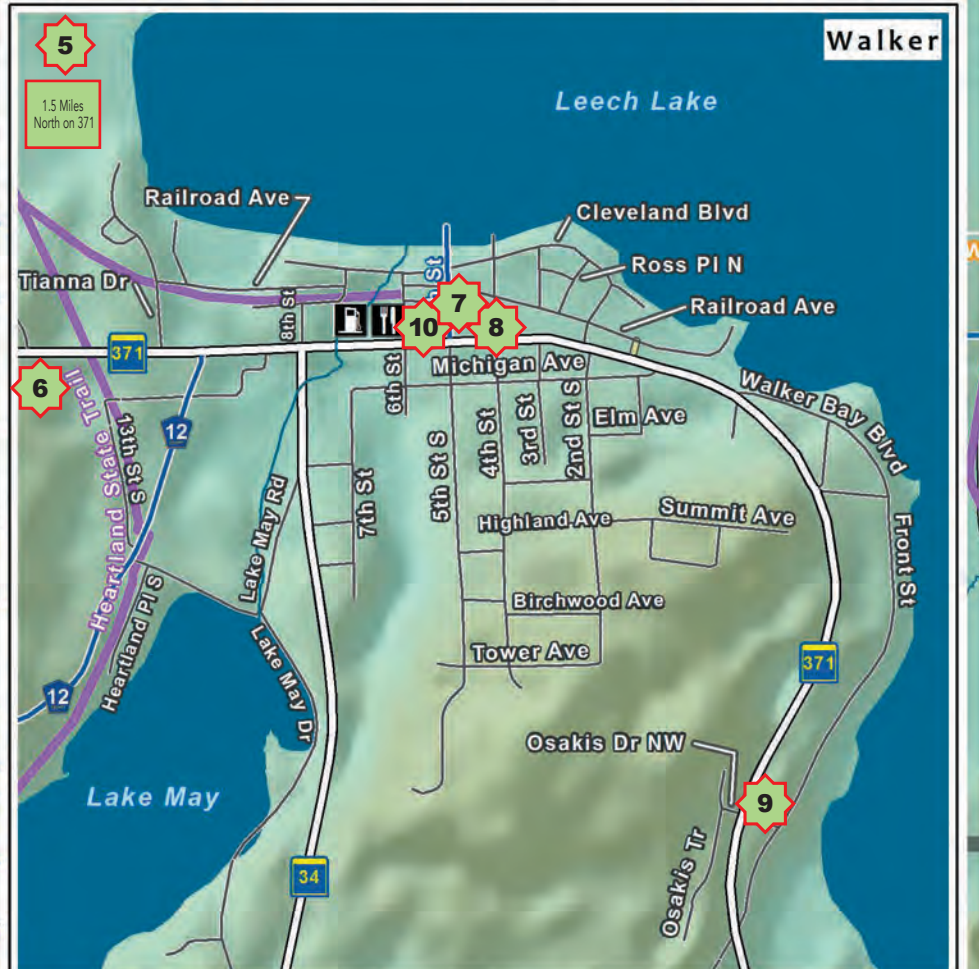 5
Walker
1.5 Miles
North on 371
Leech Lake
Railroad Ave
Cleveland Blvd
Ross Pl N
Tianna Dr
8th St
St
Railroad Ave
7
10
8
371
Michigan Ave
6
6th St
Walker Bay Blvd
12
13th St S
Heartland State Trail
Elm Ave
4th St
3rd St
2nd St S
5th St S
7th St
Highland Ave
Summit Ave
Lake May Rd
Front St
Birchwood Ave
Heartland Pl S
Lake May Dr
Tower Ave
371
12
Osakis Dr NW
Lake May
9
Osakis Tr
34